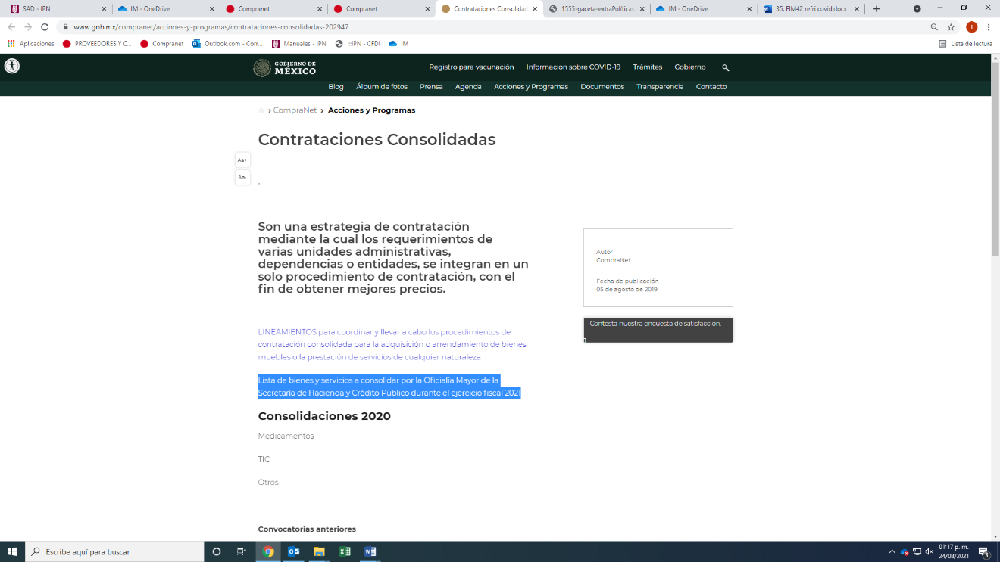 SAD - IPN
IM - OneDrive
Compranet
Compranet
Contrataciones Consolidad
1555-gaceta-extraPolíticas
IM - OneDrive
35. FIM42 refri covid.docx
www.gob.mx/compranet/acciones-y-programas/contrataciones-consolidadas-202947
Aplicaciones
PROVEEDORES Y C...
Compranet
Outlook.com - Corr...
Manuales - IPN
.::IPN - CFDI
IM
Lista de lectura
GOBIERNO DE
MÉXICO
Registro para vacunación
Informacion sobre COVID-19
Trámites
Gobierno
Blog
Álbum de fotos
Prensa
Agenda
Acciones y Programas
Documentos
Transparencia
Contacto
› CompraNet › Acciones y Programas
Contrataciones Consolidadas
Aa+
Aa-
.
Son una estrategia de contratación
mediante la cual los requerimientos de
varias unidades administrativas,
dependencias o entidades, se integran en un
solo procedimiento de contratación, con el
fin de obtener mejores precios.
Autor
CompraNet
Fecha de publicación
05 de agosto de 2019
Contesta nuestra encuesta de satisfacción.
LINEAMIENTOS para coordinar y llevar a cabo los procedimientos de
contratación consolidada para la adquisición o arrendamiento de bienes
muebles o la prestación de servicios de cualquier naturaleza
Lista de bienes y servicios a consolidar por la Oficialía Mayor de la
Secretaría de Hacienda y Crédito Público durante el ejercicio fiscal 2021
Consolidaciones 2020
Medicamentos
TIC
Otros
Convocatorias anteriores
Escribe aquí para buscar
01:17 p. m.
24/08/2021
3